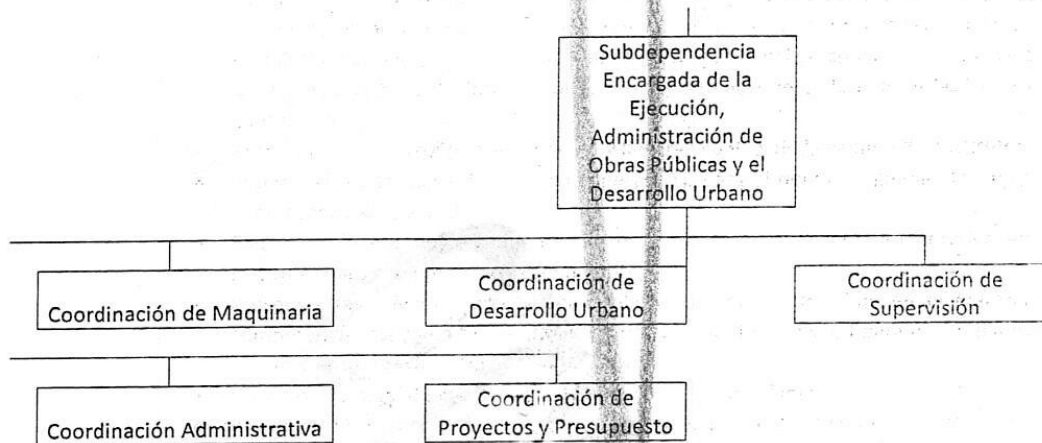 Subdependencia
Encargada de la
Ejecución,
Administración de
Obras Públicas y el
Desarrollo Urbano
Coordinación de Maquinaria
Coordinación de
Desarrollo Urbano
Coordinación de
Supervisión
Coordinación Administrativa
Coordinación de
Proyectos y Presupuesto